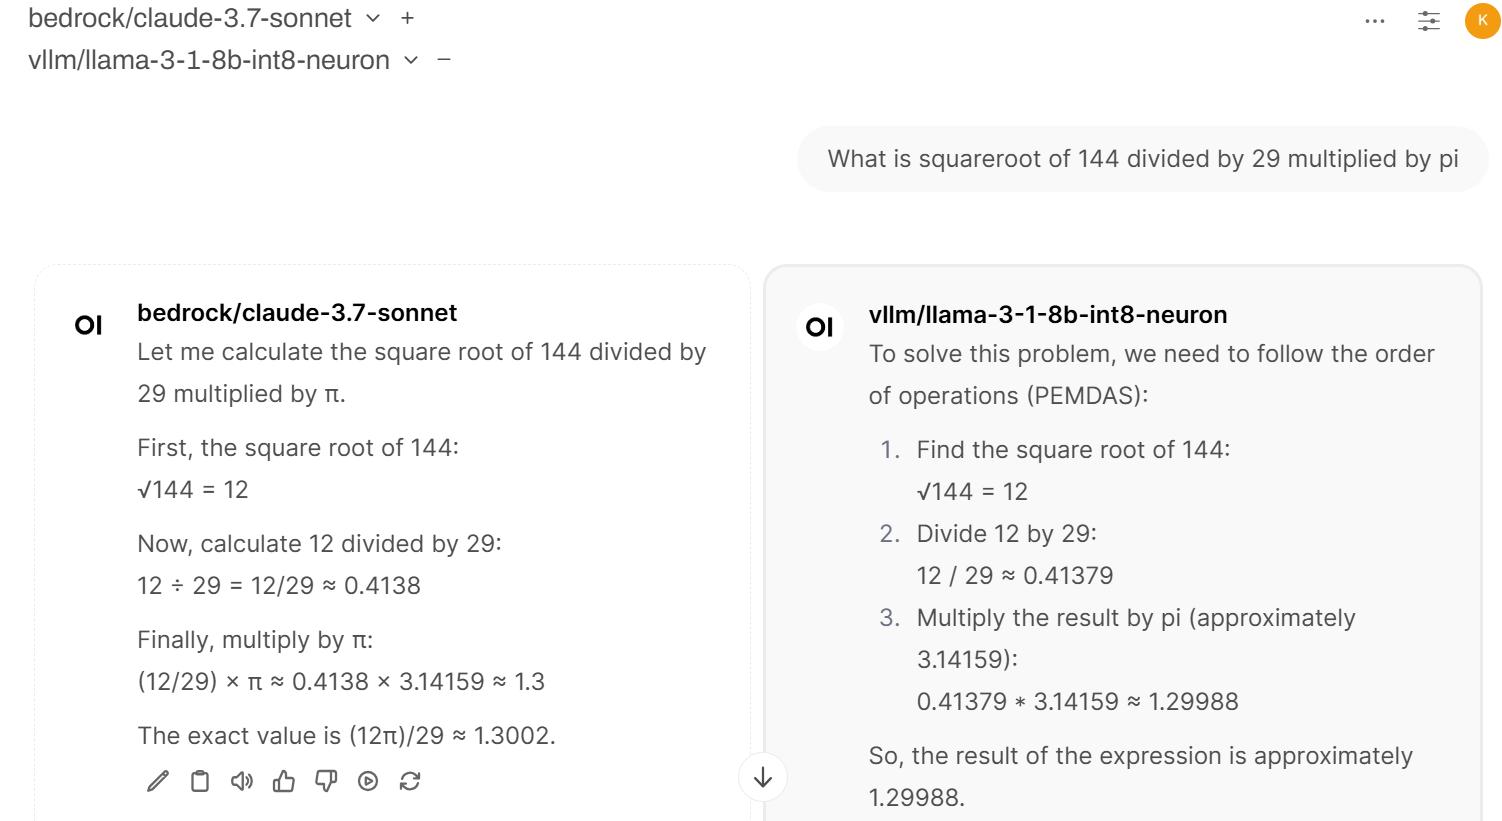 bedrock/claude-3.7-sonnet
vllm/llama-3-1-8b-int8-neuron
K
What is squareroot of 144 divided by 29 multiplied by pi
OI
bedrock/claude-3.7-sonnet
Let me calculate the square root of 144 divided by
29 multiplied by π.
First, the square root of 144:
√144 = 12
Now, calculate 12 divided by 29:
12 ÷ 29 = 12/29 ≈ 0.4138
Finally, multiply by π:
(12/29) × π ≈ 0.4138 × 3.14159 ≈ 1.3
The exact value is (12π)/29 ≈ 1.3002.
OI
vllm/llama-3-1-8b-int8-neuron
To solve this problem, we need to follow the order
of operations (PEMDAS):
1. Find the square root of 144:
√144 = 12
2. Divide 12 by 29:
12 / 29 ≈ 0.41379
3. Multiply the result by pi (approximately
3.14159):
0.41379 * 3.14159 ≈ 1.29988
So, the result of the expression is approximately
1.29988.